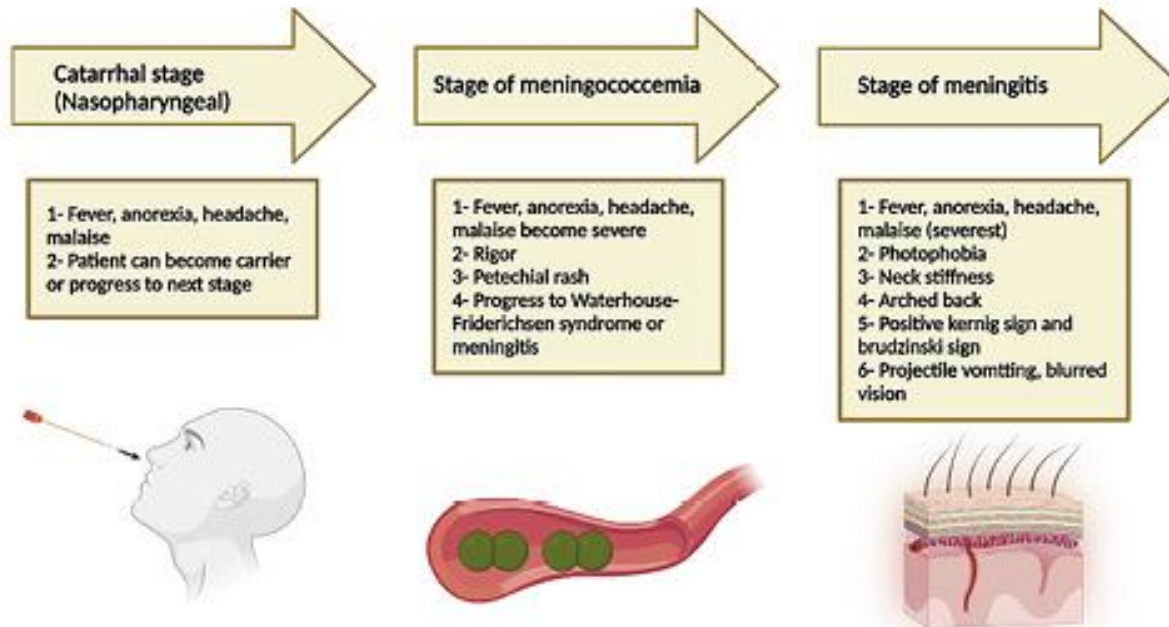 Catarrhal stage
(Nasopharyngeal)
1- Fever, anorexia, headache,
malaise
2- Patient can become carrier
or progress to next stage
Stage of meningococcemia
1- Fever, anorexia, headache,
malaise become severe
2- Rigor
3- Petechial rash
4- Progress to Waterhouse-
Friderichsen syndrome or
meningitis
Stage of meningitis
1- Fever, anorexia, headache,
malaise (severest)
2- Photophobia
3- Neck stiffness
4- Arched back
5- Positive kernig sign and
brudzinski sign
6- Projectile vomtting, blurred
vision